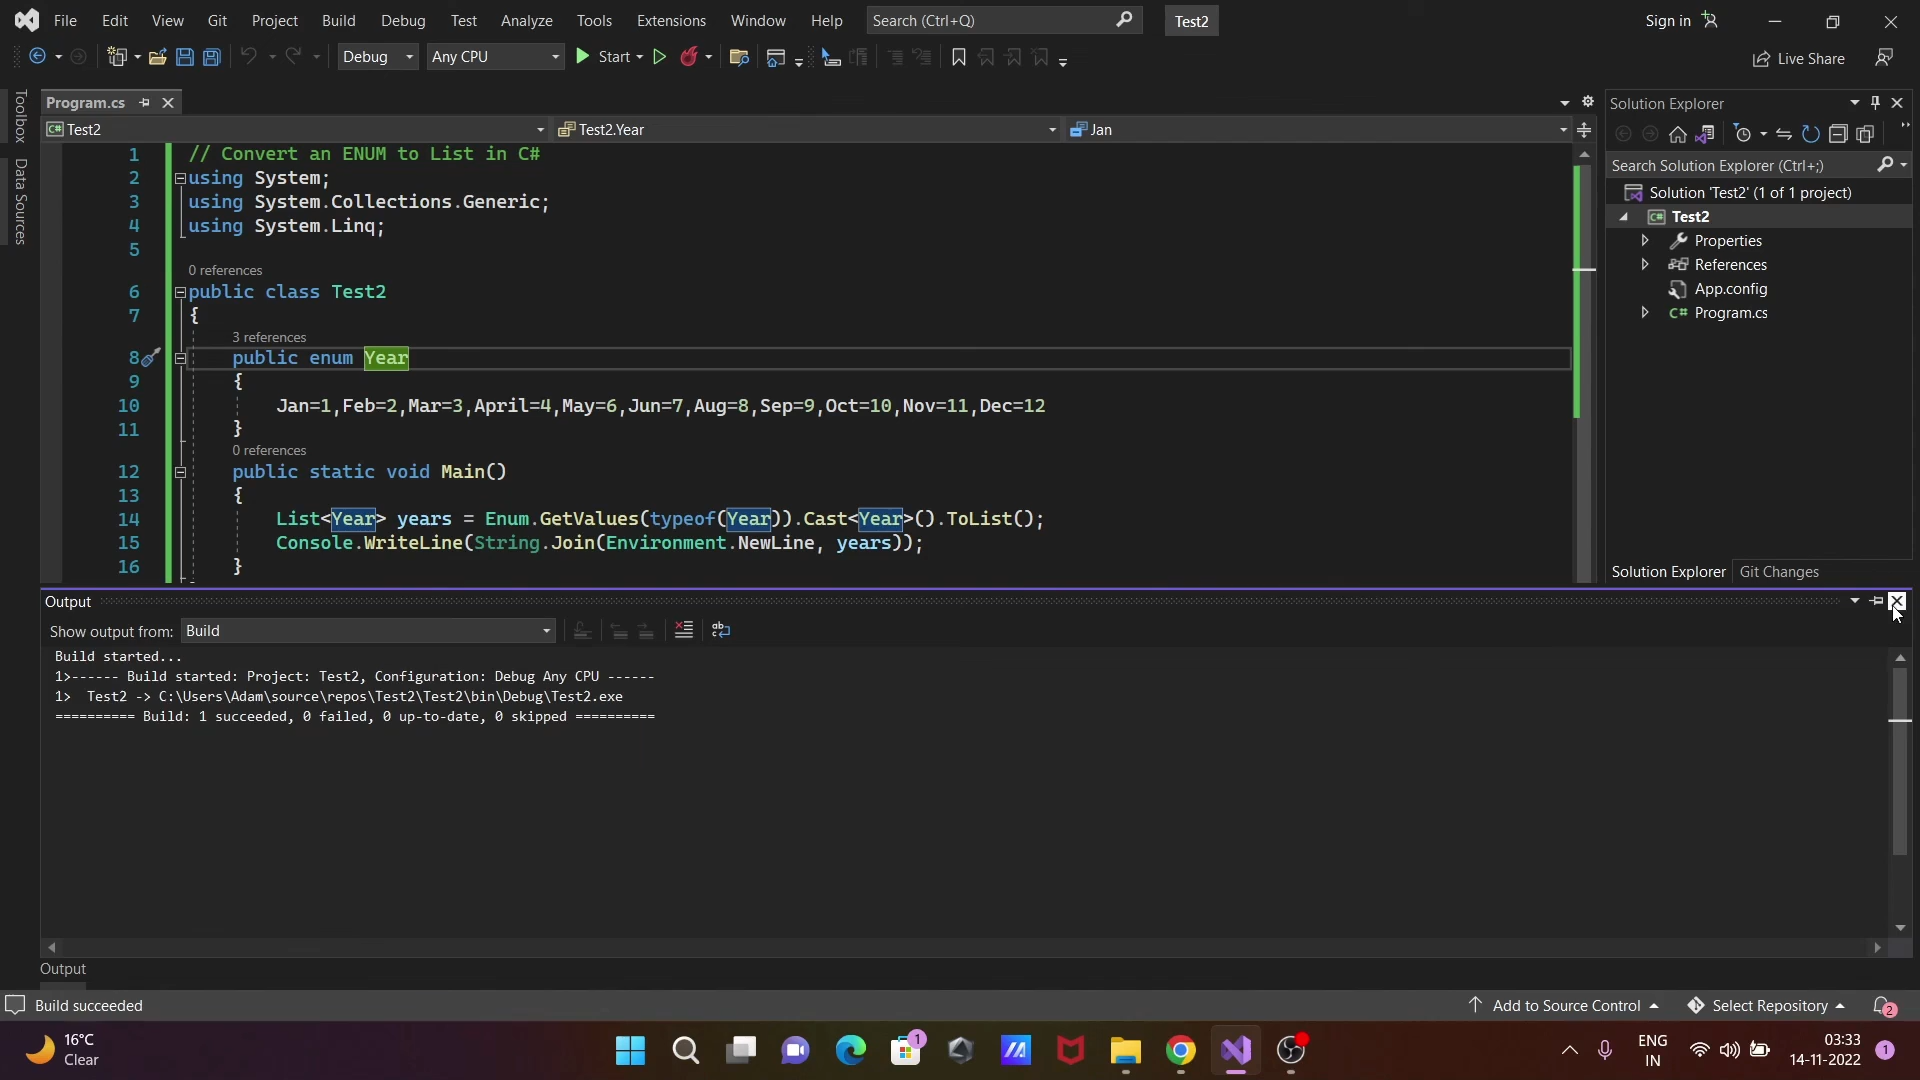 File Edit View Git Project Build Debug Test Analyze Tools Extensions Window Help Search (Ctrl+Q) Test2 Sign in
Debug Any CPU Start Live Share
Toolbox
Data Sources
Program.cs
Test2 Test2.Year Jan
1 // Convert an ENUM to List in C#
2 using System;
3 using System.Collections.Generic;
4 using System.Linq;
5
0 references
6 public class Test2
7 {
3 references
8 public enum Year
9 {
10 Jan=1,Feb=2,Mar=3,April=4,May=6,Jun=7,Aug=8,Sep=9,Oct=10,Nov=11,Dec=12
11 }
0 references
12 public static void Main()
13 {
14 List<Year> years = Enum.GetValues(typeof(Year)).Cast<Year>().ToList();
15 Console.WriteLine(String.Join(Environment.NewLine, years));
16 }
Solution Explorer
Search Solution Explorer (Ctrl+;)
Solution 'Test2' (1 of 1 project)
C# Test2
Properties
References
App.config
C# Program.cs
Solution Explorer Git Changes
Output
Show output from: Build
Build started...
1>------ Build started: Project: Test2, Configuration: Debug Any CPU ------
1>  Test2 -> C:\Users\Adam\source\repos\Test2\Test2\bin\Debug\Test2.exe
========== Build: 1 succeeded, 0 failed, 0 up-to-date, 0 skipped ==========
Output
Build succeeded Add to Source Control Select Repository 2
16°C
Clear
1
ENG
IN
03:33
14-11-2022
1